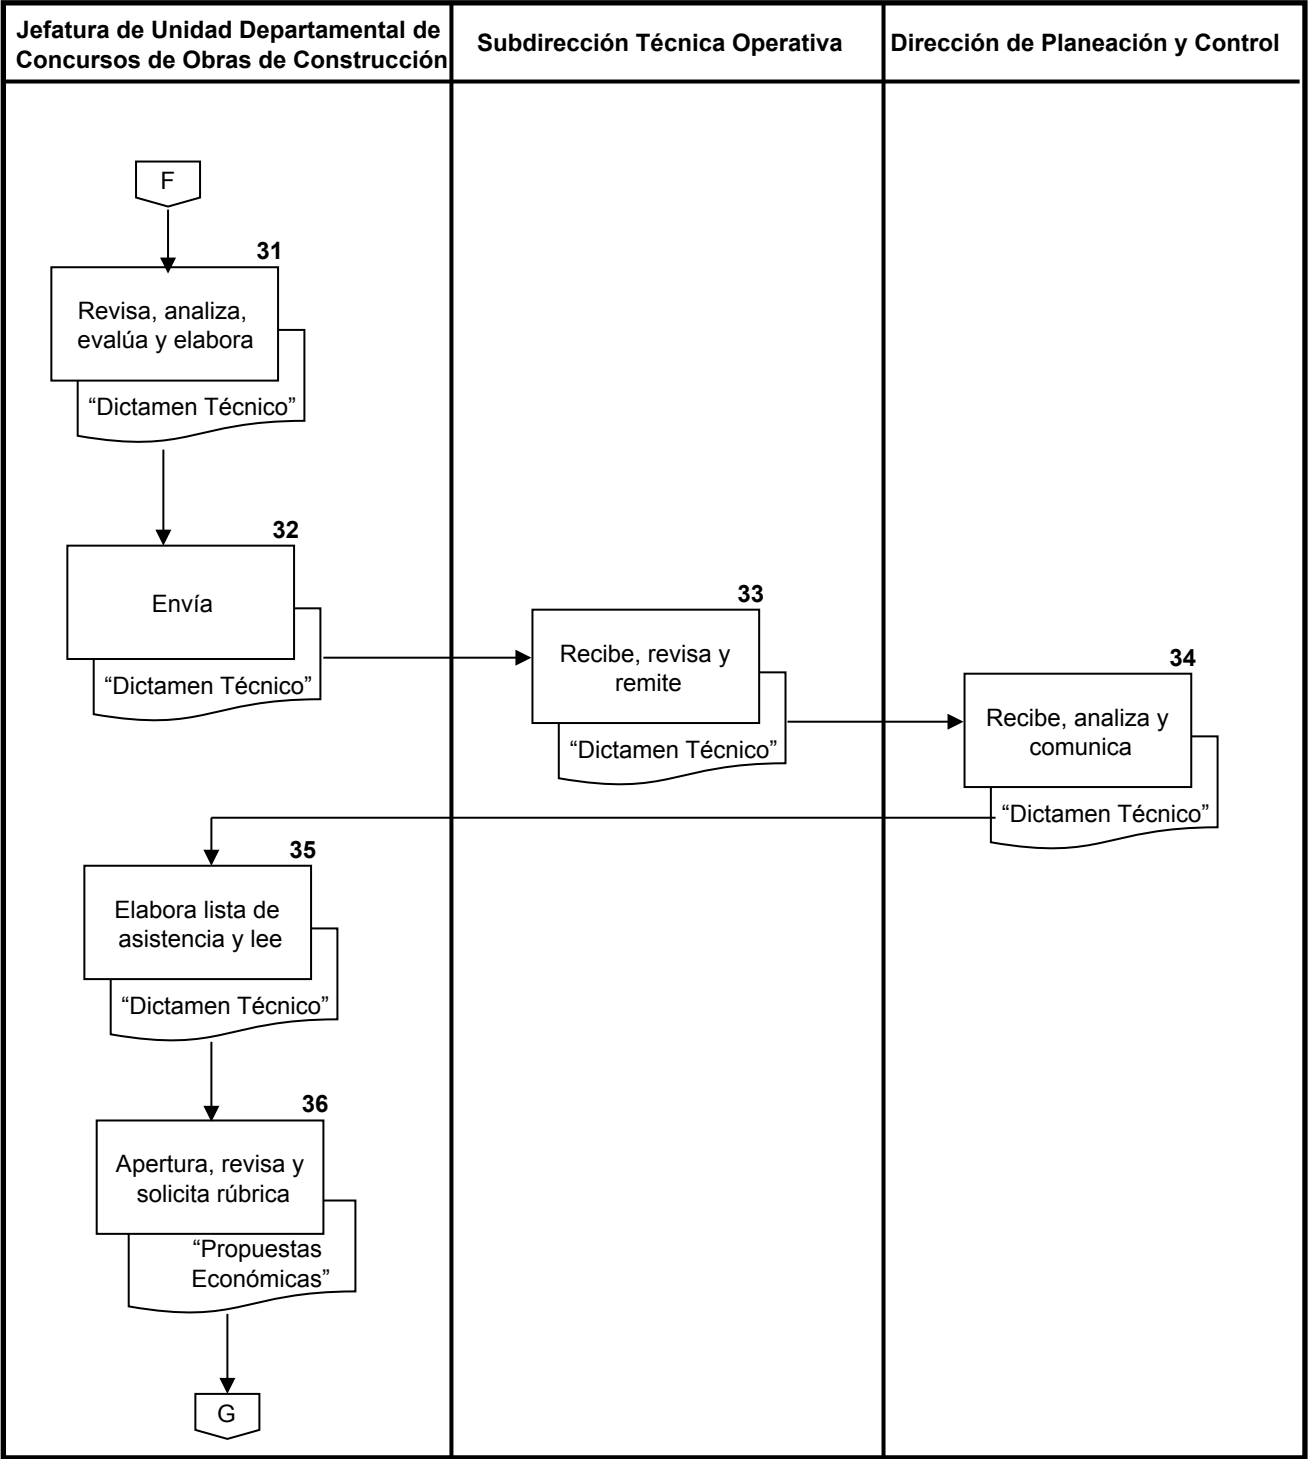 Jefatura de Unidad Departamental de
Concursos de Obras de Construcción
Subdirección Técnica Operativa
Dirección de Planeación y Control
F
31
Revisa, analiza,
evalúa y elabora
“Dictamen Técnico”
32
Envía
“Dictamen Técnico”
33
Recibe, revisa y
remite
“Dictamen Técnico”
34
Recibe, analiza y
comunica
“Dictamen Técnico”
35
Elabora lista de
asistencia y lee
“Dictamen Técnico”
36
Apertura, revisa y
solicita rúbrica
“Propuestas
Económicas”
G